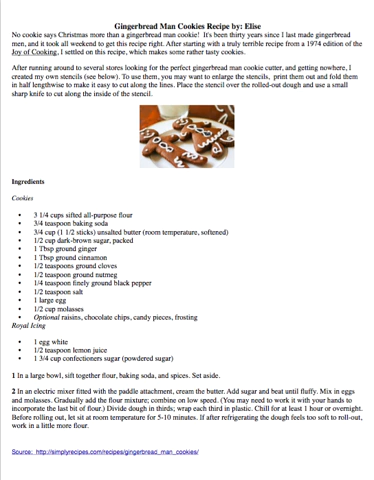 Gingerbread Man Cookies Recipe by: Elise
No cookie says Christmas more than a gingerbread man cookie!  It's been thirty years since I last made gingerbread
men, and it took all weekend to get this recipe right. After starting with a truly terrible recipe from a 1974 edition of the
Joy of Cooking, I settled on this recipe, which makes some rather tasty cookies.
After running around to several stores looking for the perfect gingerbread man cookie cutter, and getting nowhere, I
created my own stencils (see below). To use them, you may want to enlarge the stencils,  print them out and fold them
in half lengthwise to make it easy to cut along the lines. Place the stencil over the rolled-out dough and use a small
sharp knife to cut along the inside of the stencil.
Ingredients
Cookies
• 3 1/4 cups sifted all-purpose flour
• 3/4 teaspoon baking soda
• 3/4 cup (1 1/2 sticks) unsalted butter (room temperature, softened)
• 1/2 cup dark-brown sugar, packed
• 1 Tbsp ground ginger
• 1 Tbsp ground cinnamon
• 1/2 teaspoons ground cloves
• 1/2 teaspoon ground nutmeg
• 1/4 teaspoon finely ground black pepper
• 1/2 teaspoon salt
• 1 large egg
• 1/2 cup molasses
• Optional raisins, chocolate chips, candy pieces, frosting
Royal Icing
• 1 egg white
• 1/2 teaspoon lemon juice
• 1 3/4 cup confectioners sugar (powdered sugar)
1 In a large bowl, sift together flour, baking soda, and spices. Set aside.
2 In an electric mixer fitted with the paddle attachment, cream the butter. Add sugar and beat until fluffy. Mix in eggs
and molasses. Gradually add the flour mixture; combine on low speed. (You may need to work it with your hands to
incorporate the last bit of flour.) Divide dough in thirds; wrap each third in plastic. Chill for at least 1 hour or overnight.
Before rolling out, let sit at room temperature for 5-10 minutes. If after refrigerating the dough feels too soft to roll-out,
work in a little more flour.
Source:  http://simplyrecipes.com/recipes/gingerbread_man_cookies/